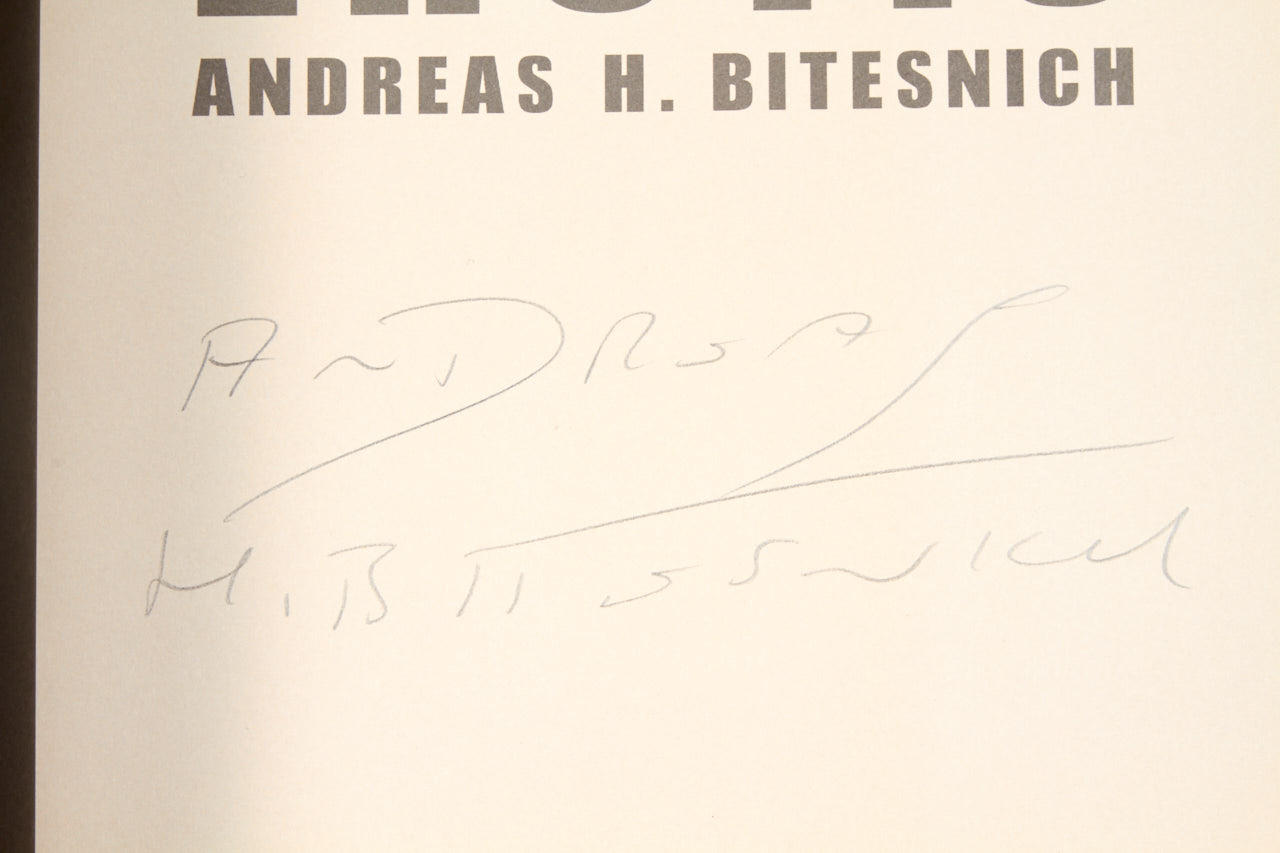 ANDREAS H. BITESNICH
ANDREAS
H. BITESNICH